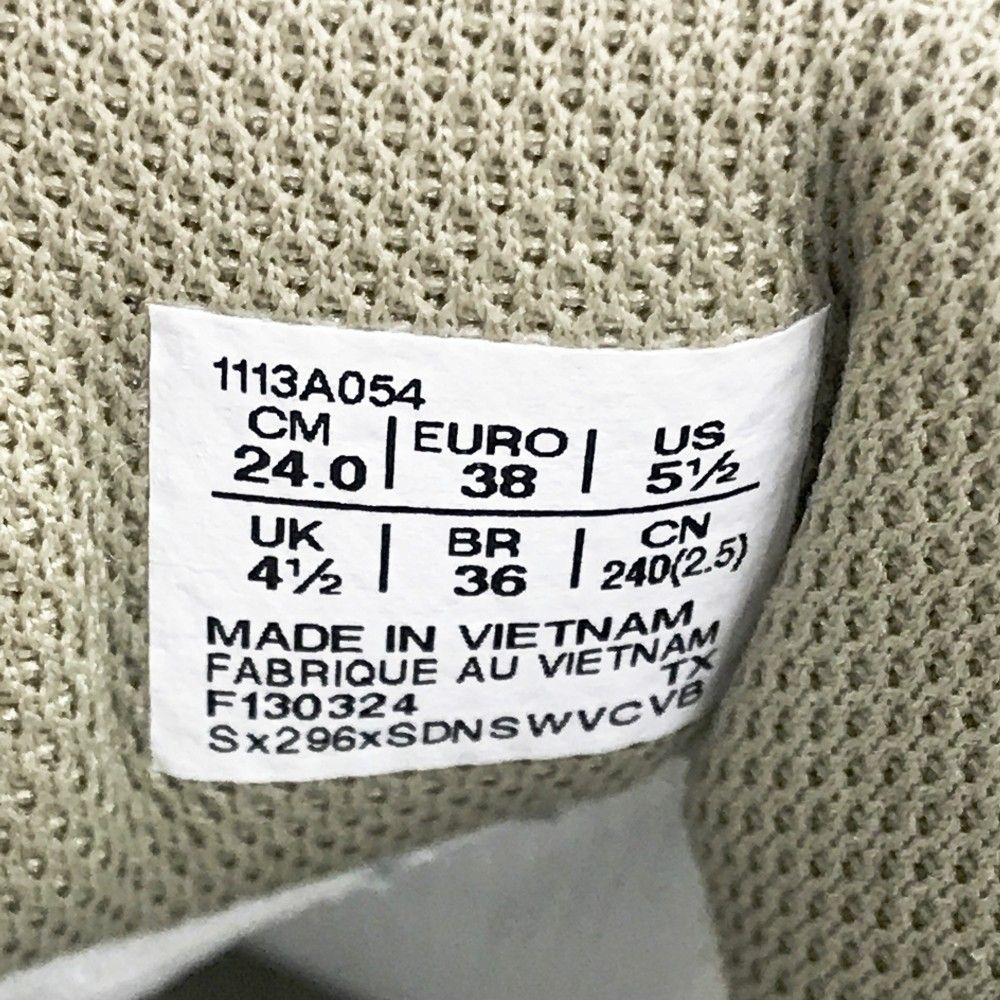 1113A054
CM | EURO | US
24.0 | 38 | 5½
UK | BR | CN
4½ | 36 | 240(2.5)
MADE IN VIETNAM
FABRIQUE AU VIETNAM
TX
F130324
Sx296xSDNSWVCVB